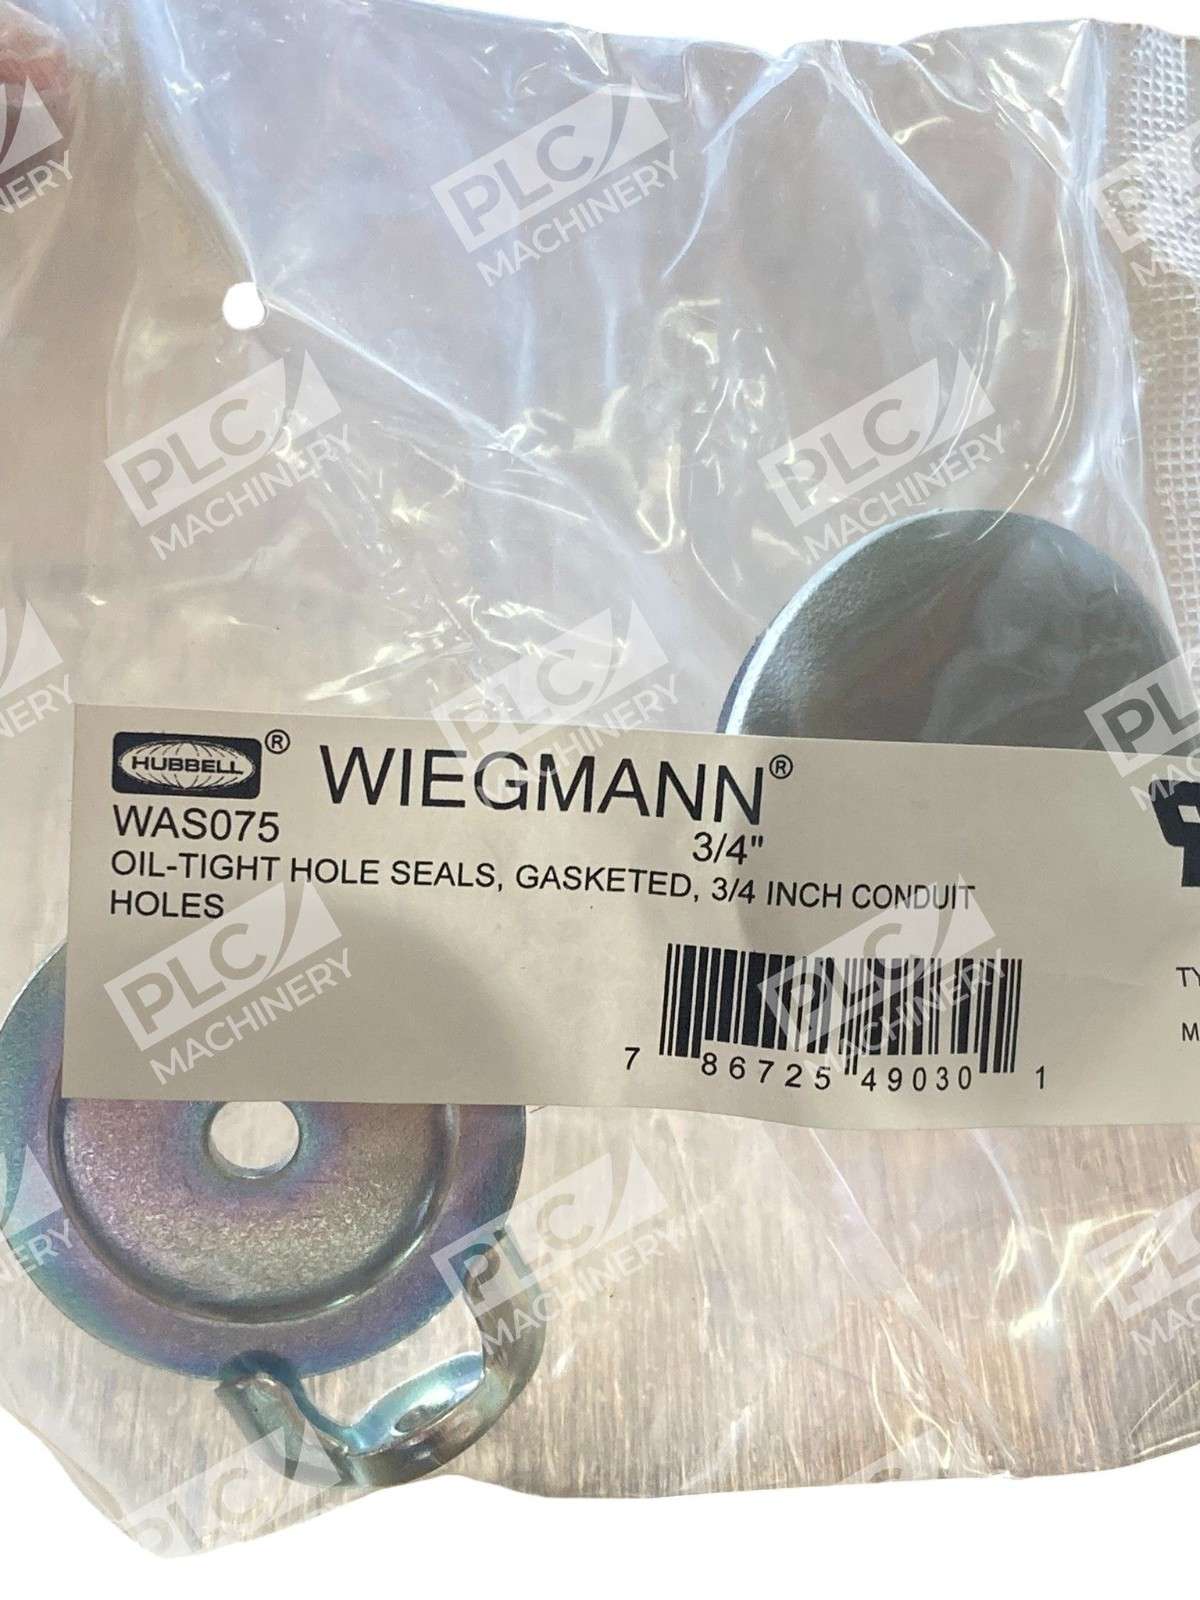 HUBBELL® WIEGMANN®
WAS075
3/4"
OIL-TIGHT HOLE SEALS, GASKETED, 3/4 INCH CONDUIT
HOLES
7 86725 49030 1
TY
M
PLC
MACHINERY